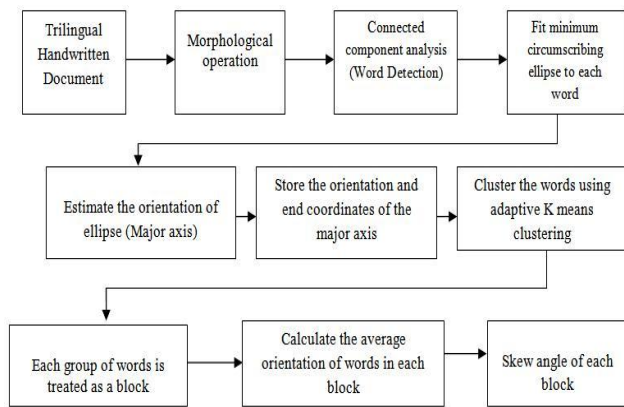 Trilingual
Handwritten
Document
Morphological
operation
Connected
component analysis
(Word Detection)
Fit minimum
circumscribing
ellipse to each
word
Estimate the orientation of
ellipse (Major axis)
Store the orientation and
end coordinates of the
major axis
Cluster the words using
adaptive K means
clustering
Each group of words is
treated as a block
Calculate the average
orientation of words in each
block
Skew angle of each
block